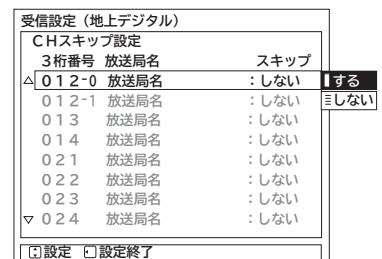 受信設定（地上デジタル）
CHスキップ設定
3桁番号 放送局名 スキップ
△ 012-0 放送局名 ：しない する
012-1 放送局名 ：しない しない
013 放送局名 ：しない
014 放送局名 ：しない
021 放送局名 ：しない
022 放送局名 ：しない
023 放送局名 ：しない
▽ 024 放送局名 ：しない
設定 設定終了